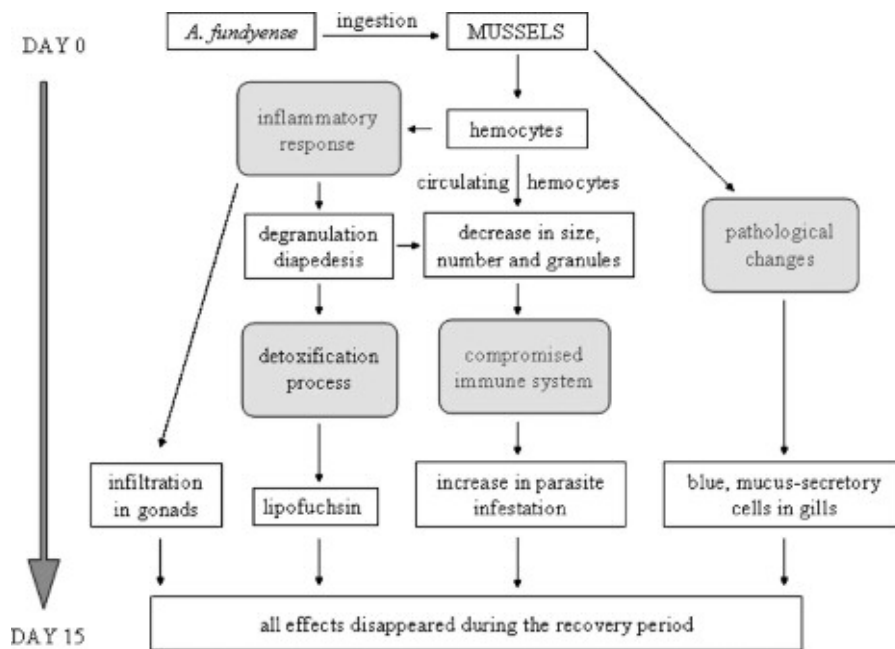 DAY 0
A. fundyense
ingestion
MUSSELS
inflammatory
response
hemocytes
circulating hemocytes
degranulation
diapedesis
decrease in size,
number and granules
pathological
changes
detoxification
process
compromised
immune system
infiltration
in gonads
lipofuchsin
increase in parasite
infestation
blue, mucus-secretory
cells in gills
all effects disappeared during the recovery period
DAY 15